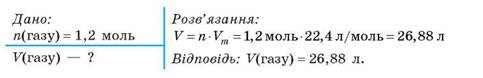 Дано:
n(газу) = 1,2 моль
V(газу) — ?
Розв'язання:
V = n · Vₘ = 1,2 моль · 22,4 л/моль = 26,88 л
Відповідь: V(газу) = 26,88 л.